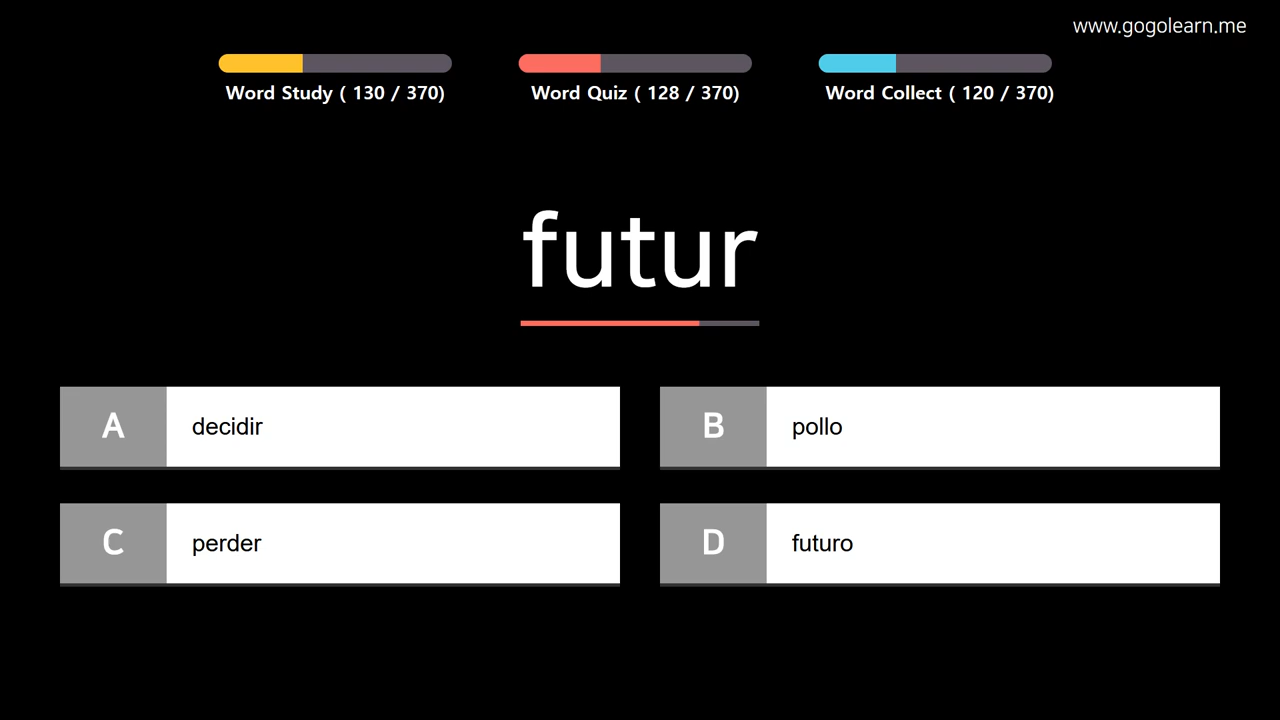 www.gogolearn.me
Word Study ( 130 / 370)
Word Quiz ( 128 / 370)
Word Collect ( 120 / 370)
futur
A decidir
B pollo
C perder
D futuro